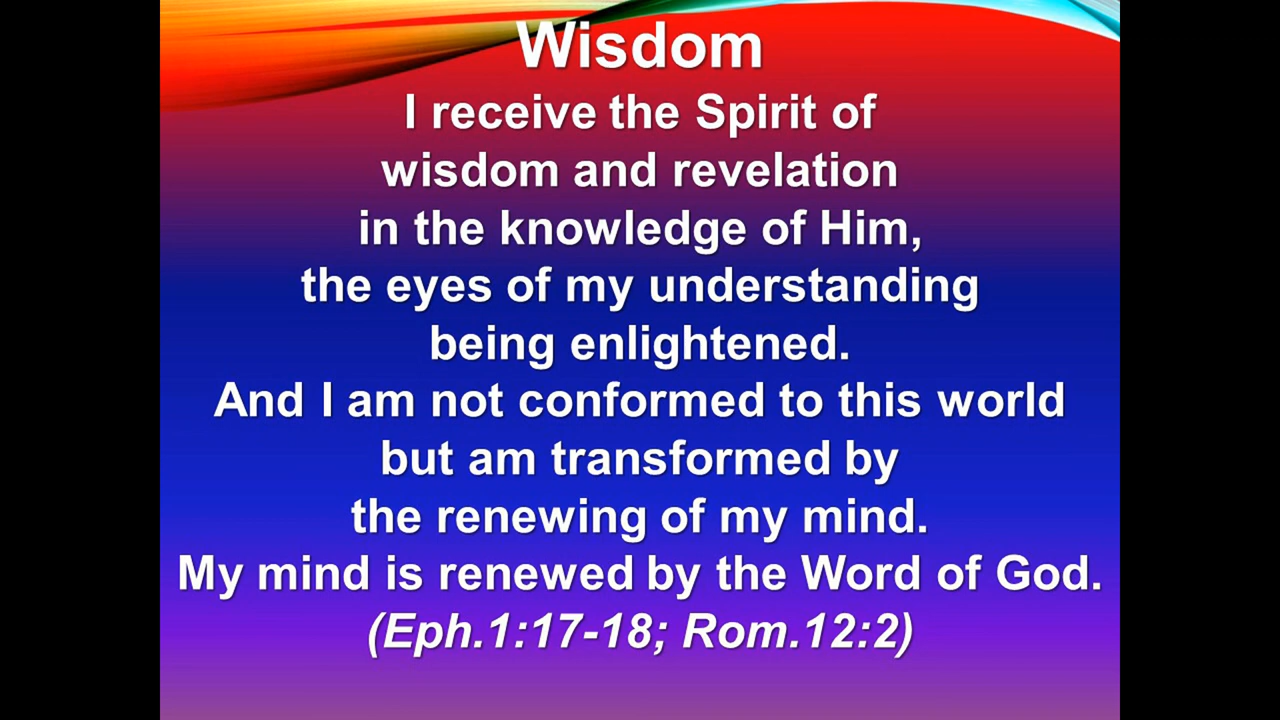 Wisdom
I receive the Spirit of
wisdom and revelation
in the knowledge of Him,
the eyes of my understanding
being enlightened.
And I am not conformed to this world
but am transformed by
the renewing of my mind.
My mind is renewed by the Word of God.
(Eph.1:17-18; Rom.12:2)